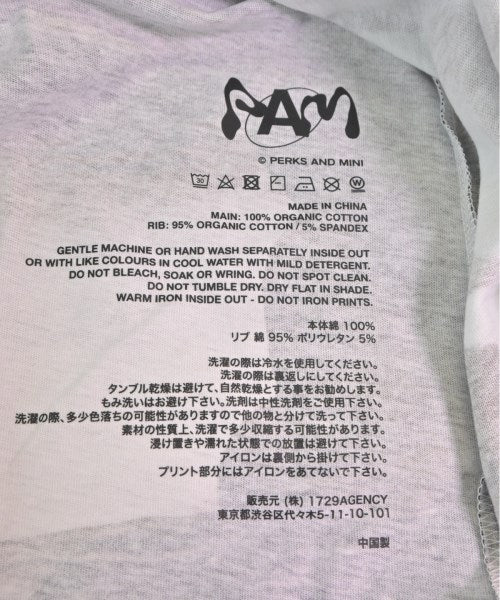 PAM
© PERKS AND MINI
30 W
MADE IN CHINA
MAIN: 100% ORGANIC COTTON
RIB: 95% ORGANIC COTTON / 5% SPANDEX
GENTLE MACHINE OR HAND WASH SEPARATELY INSIDE OUT
OR WITH LIKE COLOURS IN COOL WATER WITH MILD DETERGENT.
DO NOT BLEACH, SOAK OR WRING. DO NOT SPOT CLEAN.
DO NOT TUMBLE DRY. DRY FLAT IN SHADE.
WARM IRON INSIDE OUT - DO NOT IRON PRINTS.
本体綿 100%
リブ 綿 95% ポリウレタン 5%
洗濯の際は冷水を使用してください。
洗濯の際は裏返しにしてください。
タンブル乾燥は避けて、自然乾燥とする事をお勧めします。
もみ洗いはお避け下さい。洗剤は中性洗剤をご使用下さい。
洗濯の際、多少色落ちの可能性がありますので他の物と分けて洗って下さい。
素材の性質上、洗濯で多少収縮する可能性があります。
浸け置きや濡れた状態での放置は避けて下さい。
アイロンは裏側から掛けて下さい。
プリント部分にはアイロンをあてないで下さい。
販売元 (株) 1729AGENCY
東京都渋谷区代々木5-11-10-101
中国製